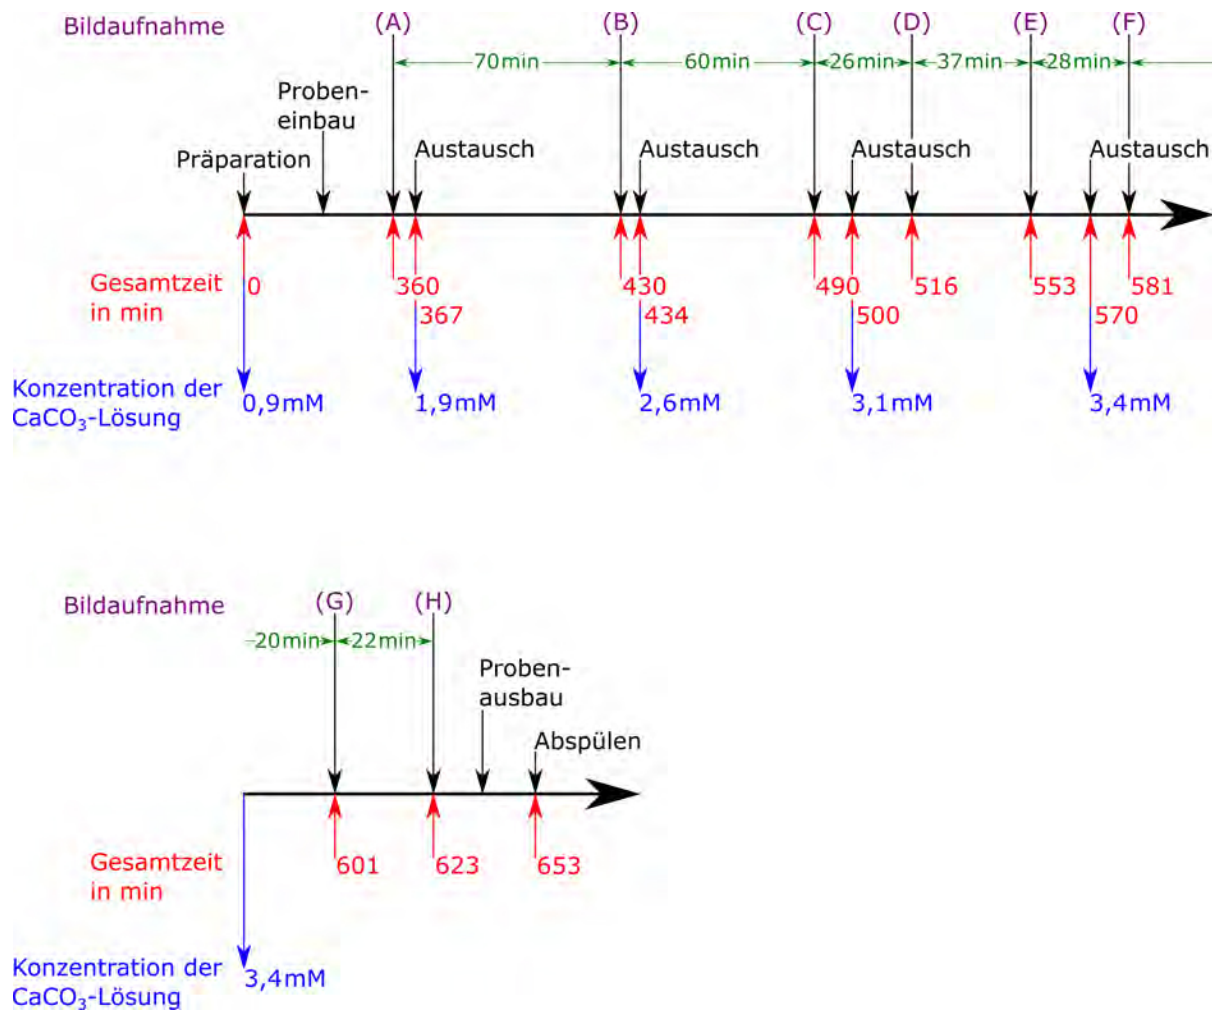 Bildaufnahme (A) (B) (C) (D) (E) (F)
70min 60min 26min 37min 28min
Proben-
einbau
Präparation Austausch Austausch Austausch Austausch
Gesamtzeit
in min
0 360 430 490 516 553 581
367 434 500 570
Konzentration der
CaCO₃-Lösung
0,9mM 1,9mM 2,6mM 3,1mM 3,4mM
Bildaufnahme (G) (H)
20min 22min
Proben-
ausbau
Abspülen
Gesamtzeit
in min
601 623 653
Konzentration der
CaCO₃-Lösung
3,4mM